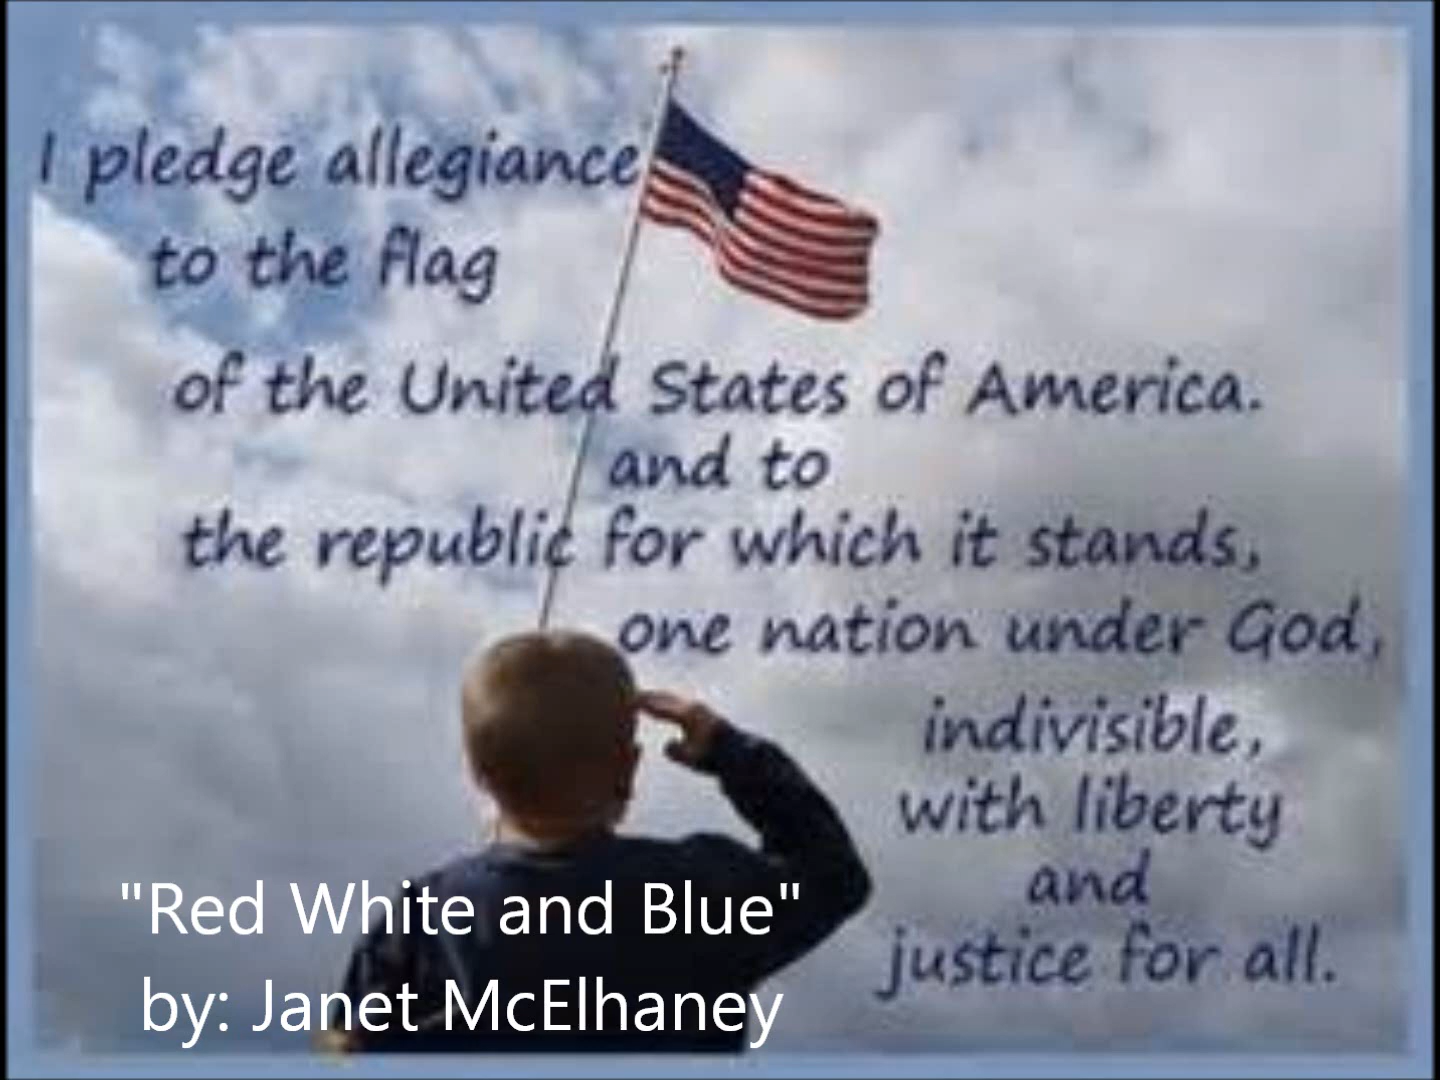 I pledge allegiance
to the flag
of the United States of America.
and to
the republic for which it stands,
one nation under God,
indivisible,
with liberty
and
justice for all.
"Red White and Blue"
by: Janet McElhaney